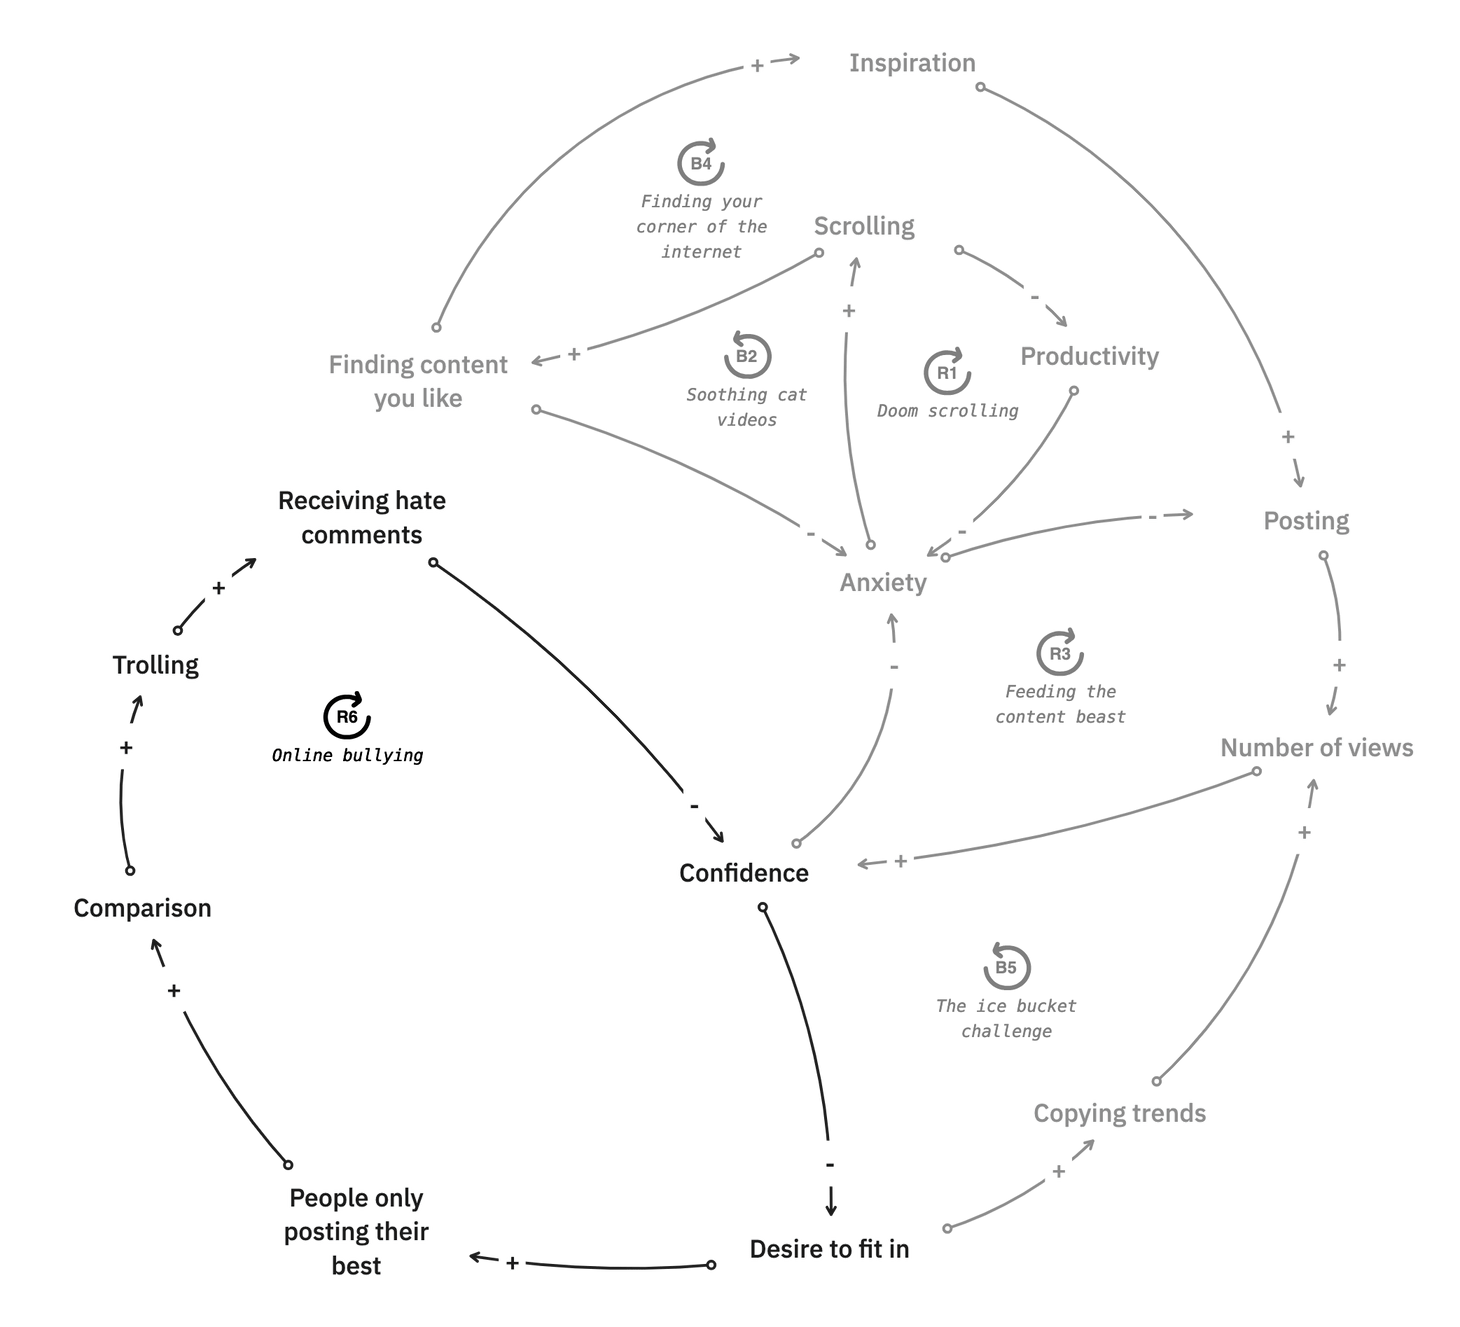 +
Inspiration
B4
Finding your
corner of the
internet
Scrolling
-
+
+
B2
Soothing cat
videos
R1
Doom scrolling
Productivity
Finding content
you like
+
-
-
-
Posting
Receiving hate
comments
+
Anxiety
Trolling
R6
Online bullying
-
R3
Feeding the
content beast
+
Number of views
+
-
+
+
Confidence
Comparison
+
B5
The ice bucket
challenge
-
Copying trends
+
People only
posting their
best
+
Desire to fit in